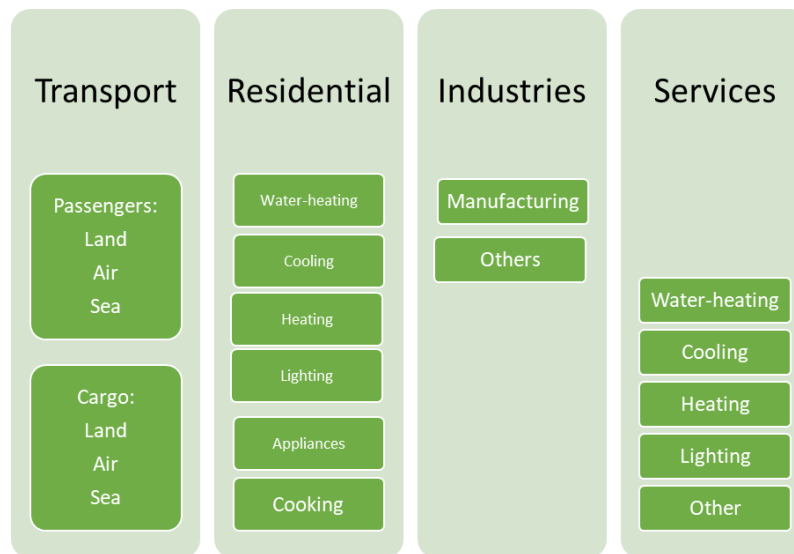 Transport
Passengers:
Land
Air
Sea
Cargo:
Land
Air
Sea
Residential
Water-heating
Cooling
Heating
Lighting
Appliances
Cooking
Industries
Manufacturing
Others
Services
Water-heating
Cooling
Heating
Lighting
Other